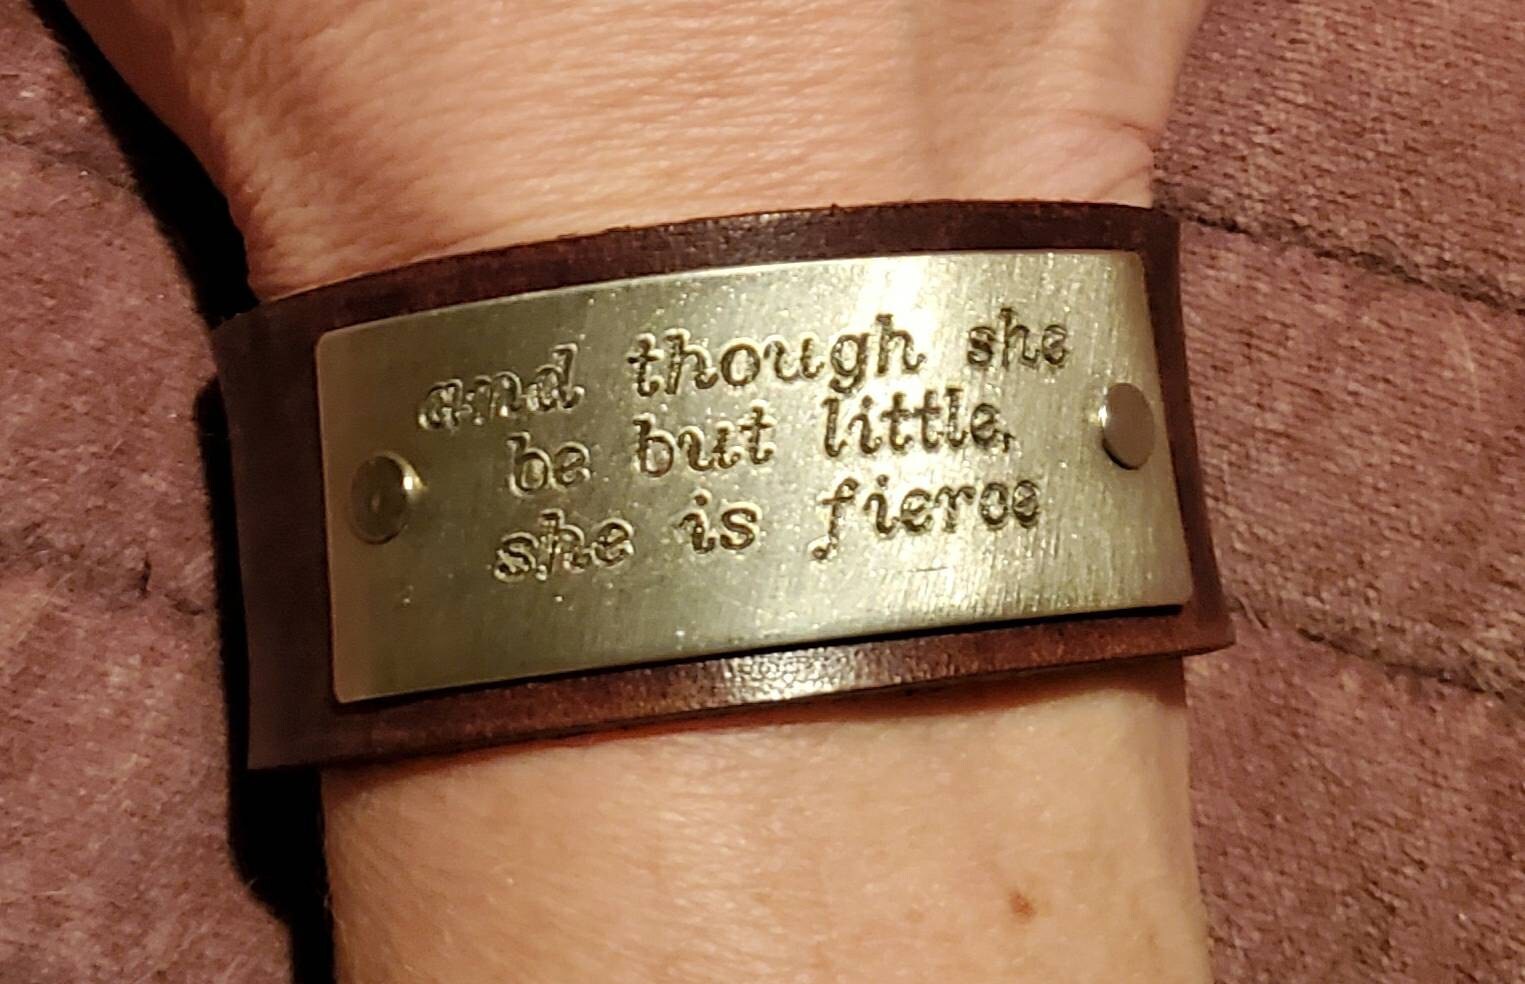 and though she
be but little,
she is fierce